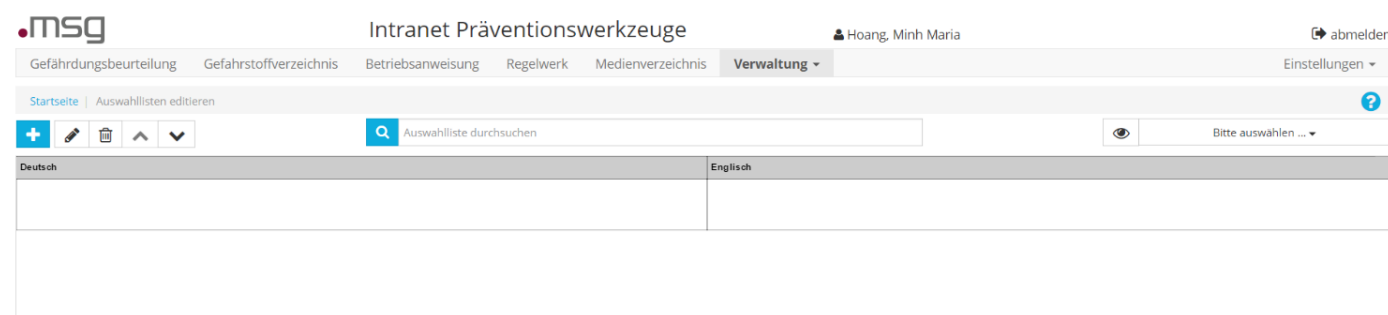 .msg
Intranet Präventionswerkzeuge
Hoang, Minh Maria
abmelden
Gefährdungsbeurteilung Gefahrstoffverzeichnis Betriebsanweisung Regelwerk Medienverzeichnis Verwaltung Einstellungen
Startseite | Auswahllisten editieren
?
Auswahlliste durchsuchen
Bitte auswählen ...
Deutsch Englisch